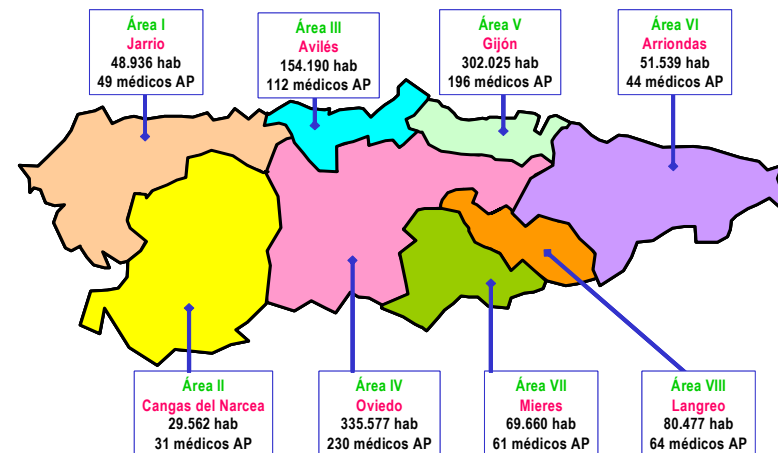 Área I
Jarrio
48.936 hab
49 médicos AP
Área III
Avilés
154.190 hab
112 médicos AP
Área V
Gijón
302.025 hab
196 médicos AP
Área VI
Arriondas
51.539 hab
44 médicos AP
Área II
Cangas del Narcea
29.562 hab
31 médicos AP
Área IV
Oviedo
335.577 hab
230 médicos AP
Área VII
Mieres
69.660 hab
61 médicos AP
Área VIII
Langreo
80.477 hab
64 médicos AP